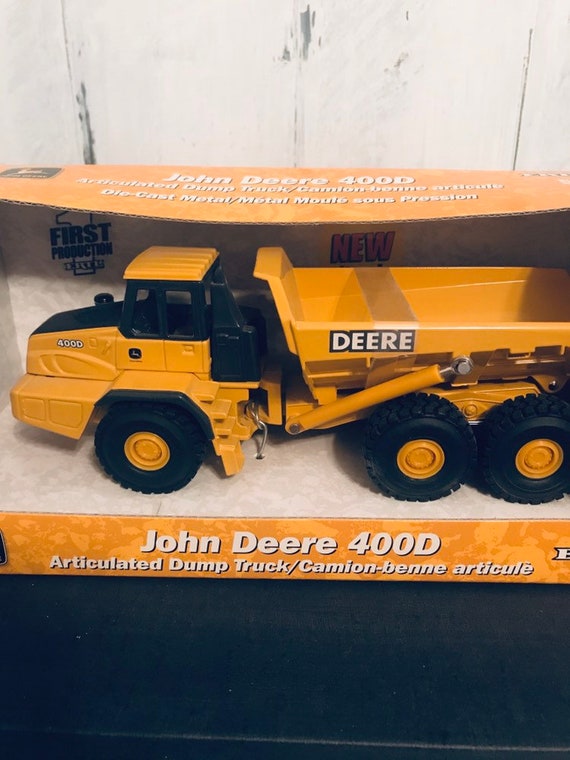 John Deere 400D
Articulated Dump Truck/Camion-benne articulé
Die-Cast Metal/Métal Moulé sous Pression
FIRST
PRODUCTION
ERTL
NEW
400D
DEERE
John Deere 400D
Articulated Dump Truck/Camion-benne articulé